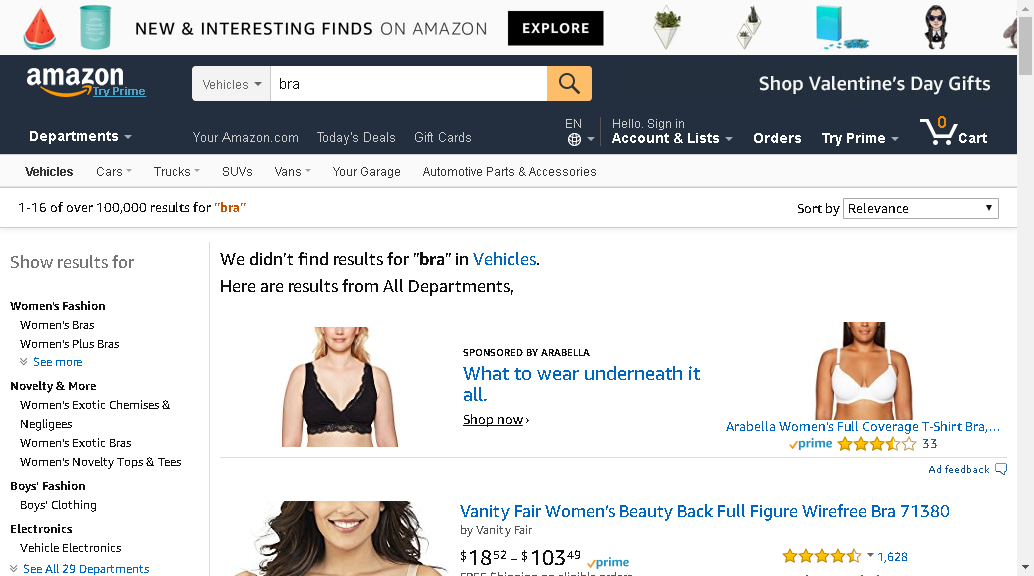 NEW & INTERESTING FINDS ON AMAZON EXPLORE
amazon
Try Prime
Vehicles
bra
Shop Valentine's Day Gifts
Departments
Your Amazon.com
Today's Deals
Gift Cards
EN
Hello. Sign in
Account & Lists
Orders
Try Prime
0
Cart
Vehicles
Cars
Trucks
SUVs
Vans
Your Garage
Automotive Parts & Accessories
1-16 of over 100,000 results for "bra"
Sort by Relevance
Show results for
Women's Fashion
Women's Bras
Women's Plus Bras
See more
Novelty & More
Women's Exotic Chemises &
Negligees
Women's Exotic Bras
Women's Novelty Tops & Tees
Boys' Fashion
Boys' Clothing
Electronics
Vehicle Electronics
See All 29 Departments
We didn't find results for "bra" in Vehicles.
Here are results from All Departments,
SPONSORED BY ARABELLA
What to wear underneath it
all.
Shop now ›
Arabella Women's Full Coverage T-Shirt Bra,...
prime 33
Ad feedback
Vanity Fair Women's Beauty Back Full Figure Wirefree Bra 71380
by Vanity Fair
$18.52 - $103.49 prime
1,628
FREE Shipping on eligible orders